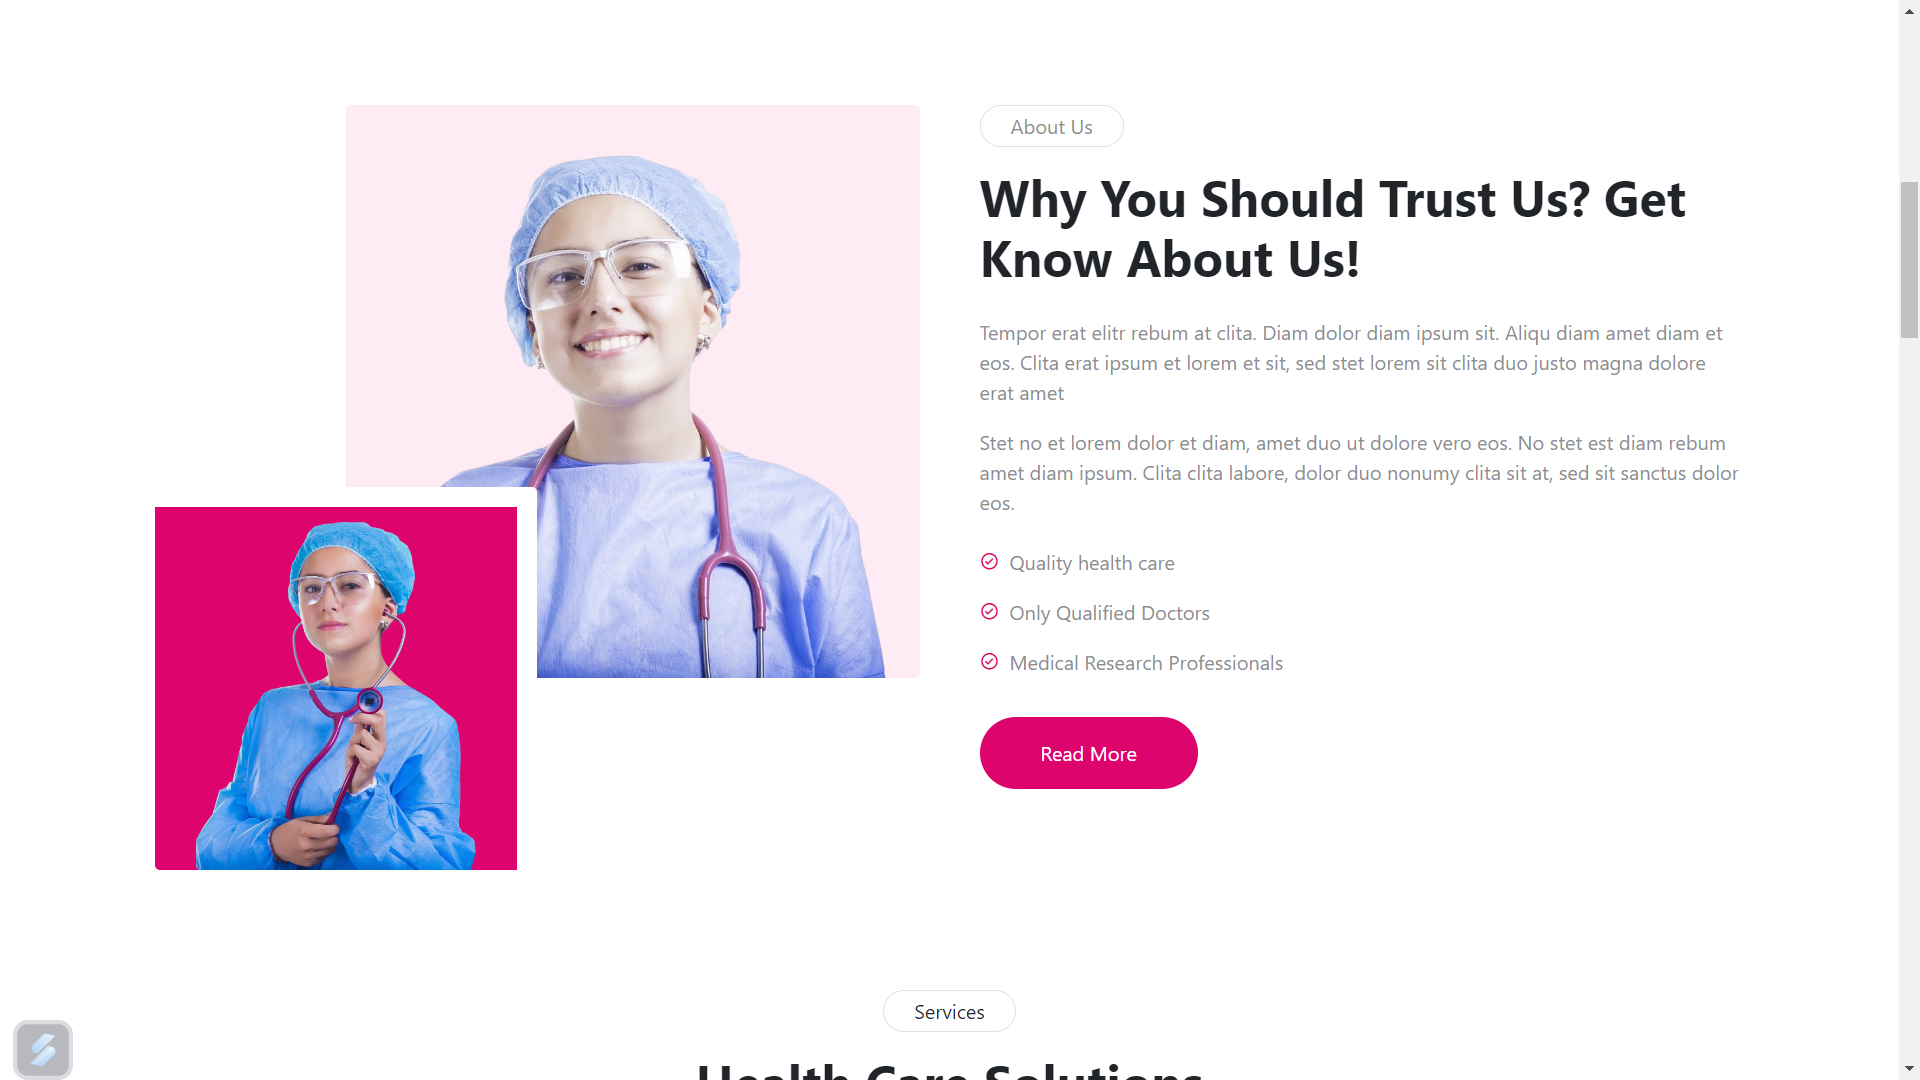 About Us
Why You Should Trust Us? Get
Know About Us!
Tempor erat elitr rebum at clita. Diam dolor diam ipsum sit. Aliqu diam amet diam et
eos. Clita erat ipsum et lorem et sit, sed stet lorem sit clita duo justo magna dolore
erat amet
Stet no et lorem dolor et diam, amet duo ut dolore vero eos. No stet est diam rebum
amet diam ipsum. Clita clita labore, dolor duo nonumy clita sit at, sed sit sanctus dolor
eos.
Quality health care
Only Qualified Doctors
Medical Research Professionals
Read More
Services
Health Care Solutions